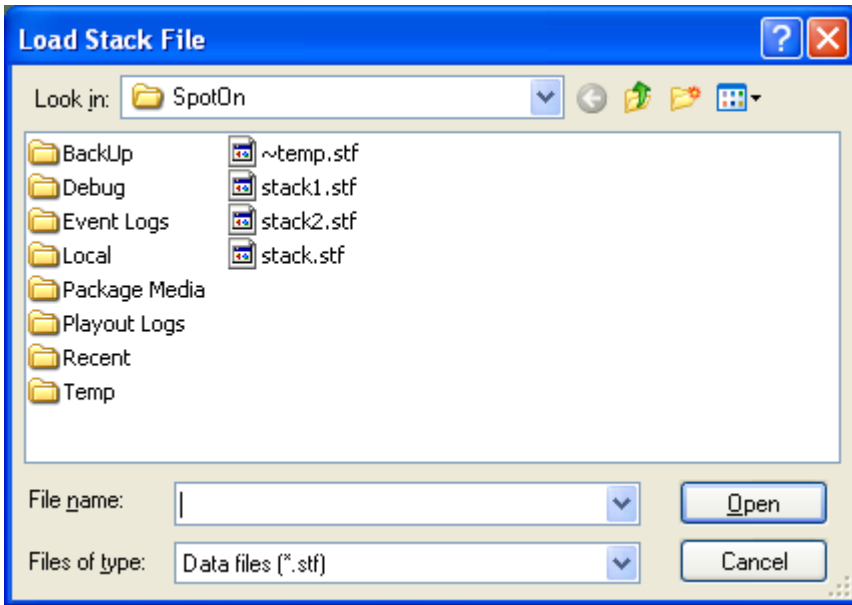 Load Stack File
Look in: SpotOn
BackUp
Debug
Event Logs
Local
Package Media
Playout Logs
Recent
Temp
~temp.stf
stack1.stf
stack2.stf
stack.stf
File name:
Open
Files of type: Data files (*.stf)
Cancel